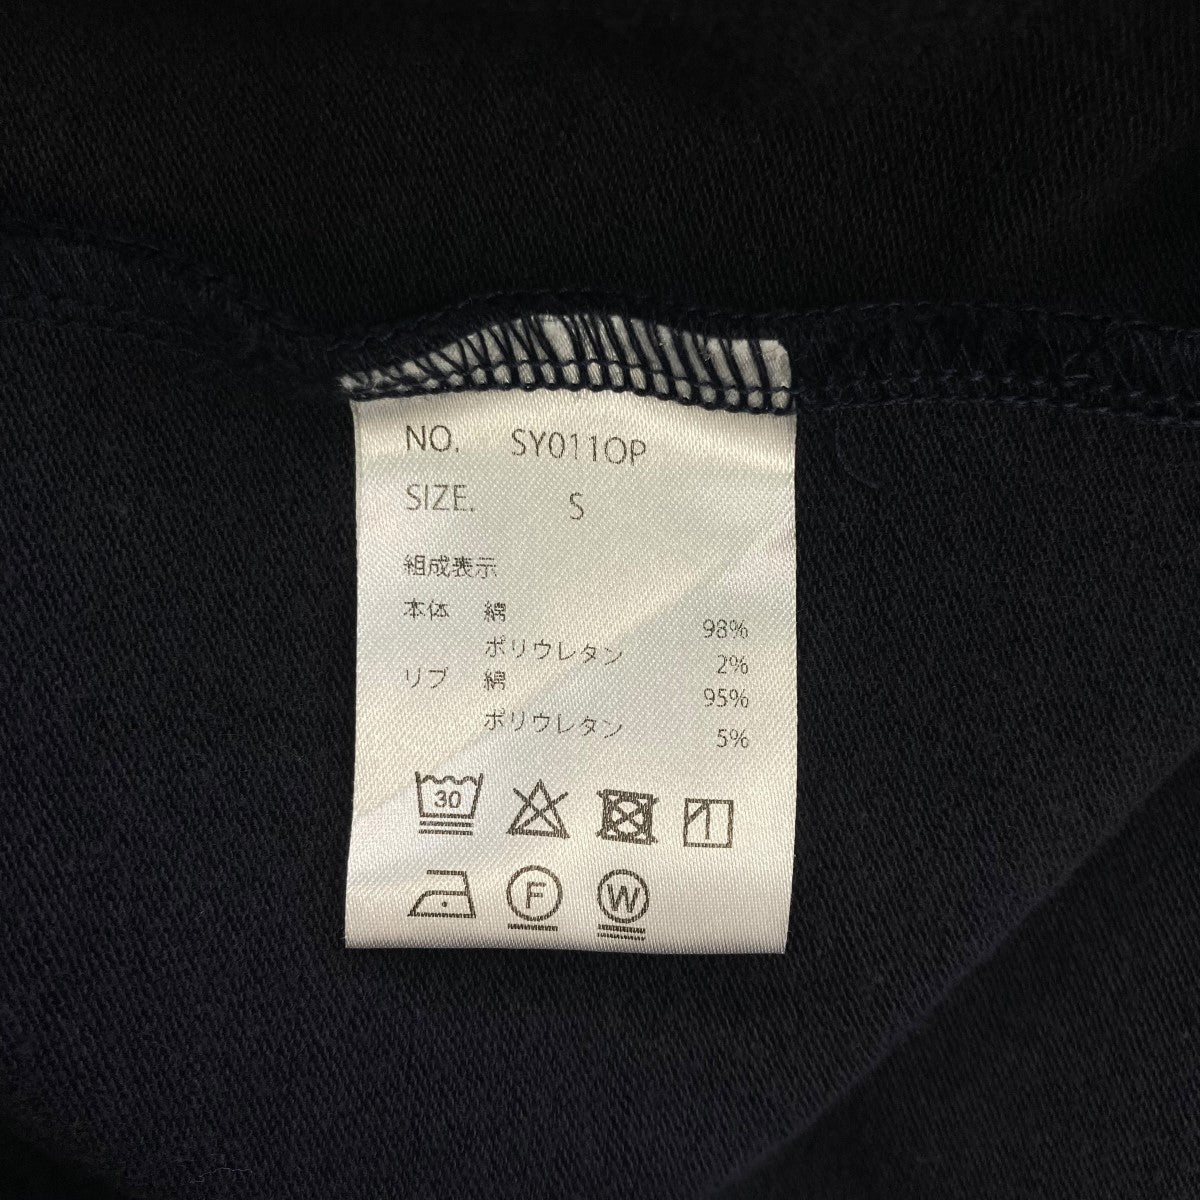 NO. SY011OP
SIZE. S
組成表示
本体 綿 98%
ポリウレタン 2%
リブ 綿 95%
ポリウレタン 5%
30
F W